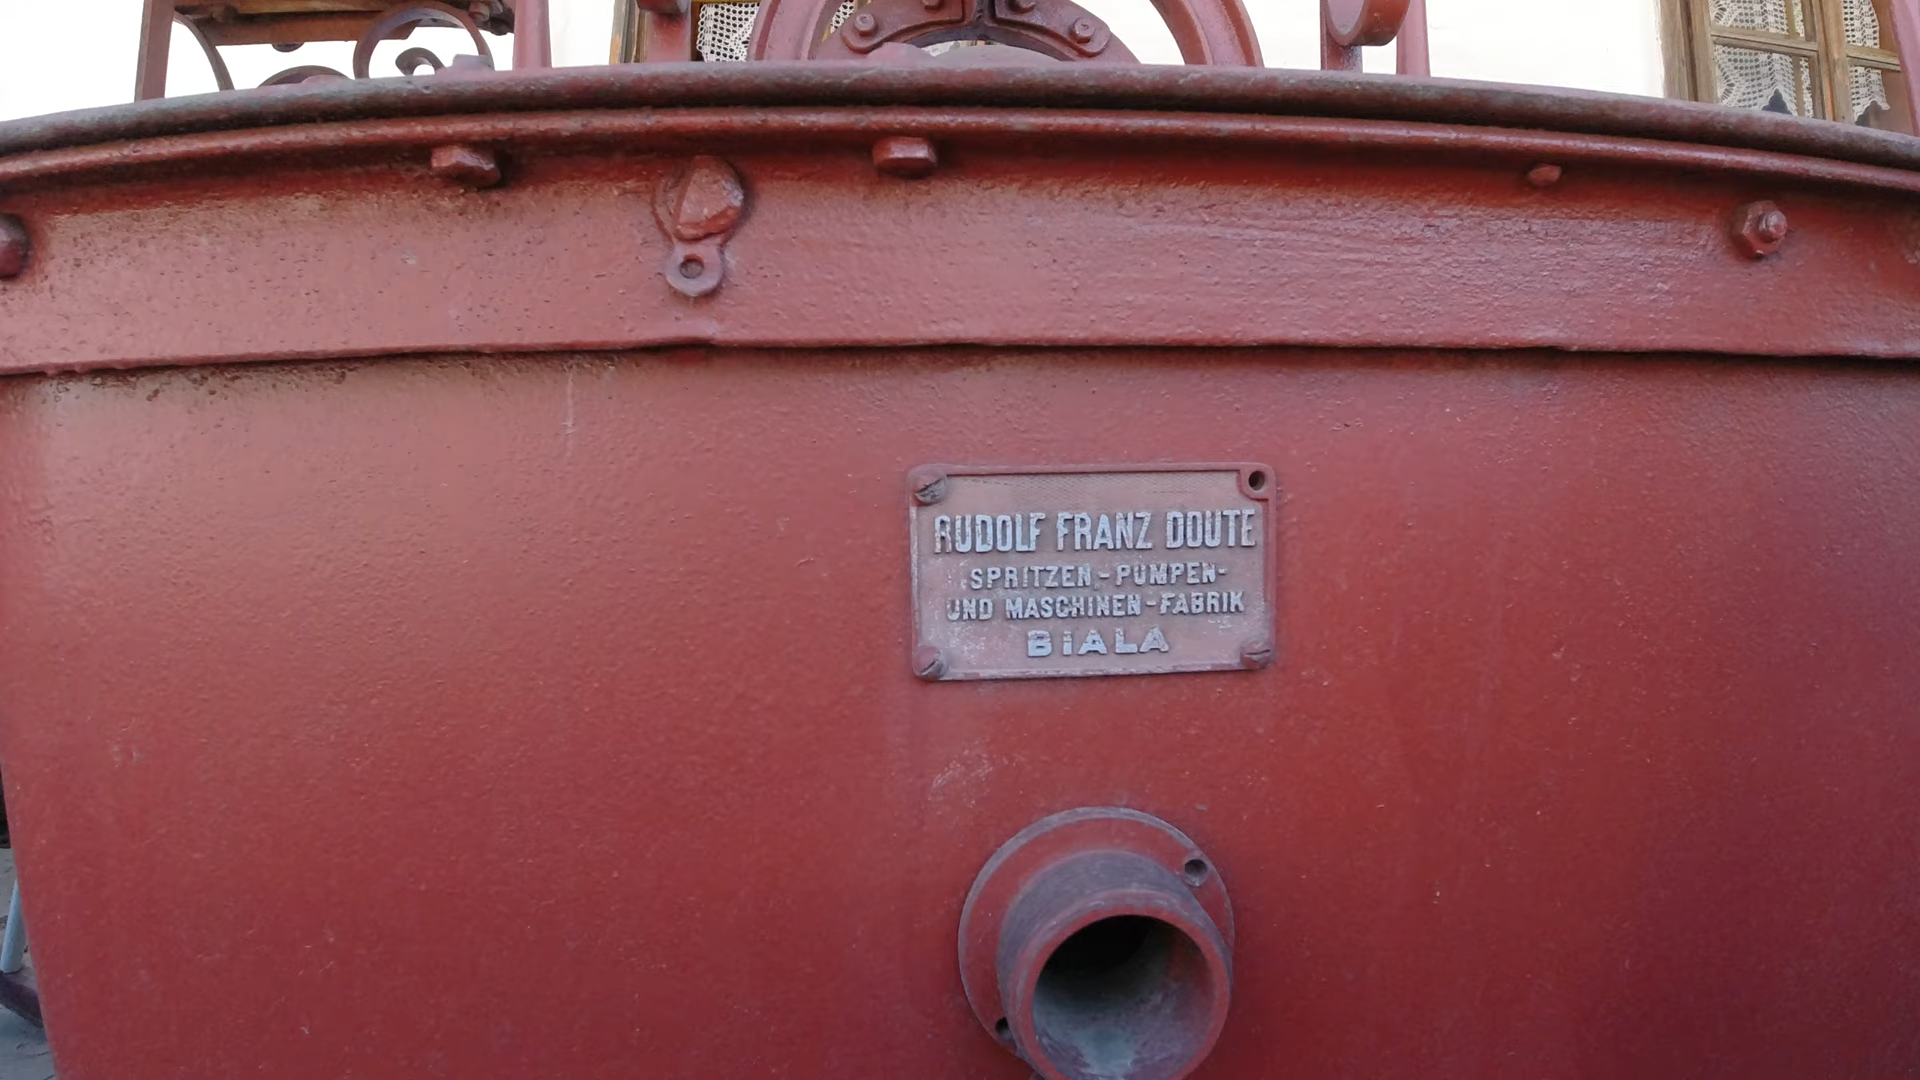 RUDOLF FRANZ DOUTE
SPRITZEN-PUMPEN-
UND MASCHINEN-FABRIK
BIALA